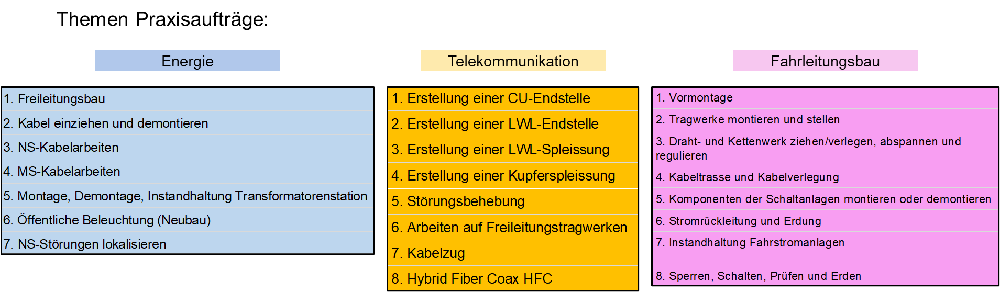 Themen Praxisaufträge:
Energie
1. Freileitungsbau
2. Kabel einziehen und demontieren
3. NS-Kabelarbeiten
4. MS-Kabelarbeiten
5. Montage, Demontage, Instandhaltung Transformatorenstation
6. Öffentliche Beleuchtung (Neubau)
7. NS-Störungen lokalisieren
Telekommunikation
1. Erstellung einer CU-Endstelle
2. Erstellung einer LWL-Endstelle
3. Erstellung einer LWL-Spleissung
4. Erstellung einer Kupferspleissung
5. Störungsbehebung
6. Arbeiten auf Freileitungstragwerken
7. Kabelzug
8. Hybrid Fiber Coax HFC
Fahrleitungsbau
1. Vormontage
2. Tragwerke montieren und stellen
3. Draht- und Kettenwerk ziehen/verlegen, abspannen und
regulieren
4. Kabeltrasse und Kabelverlegung
5. Komponenten der Schaltanlagen montieren oder demontieren
6. Stromrückleitung und Erdung
7. Instandhaltung Fahrstromanlagen
8. Sperren, Schalten, Prüfen und Erden